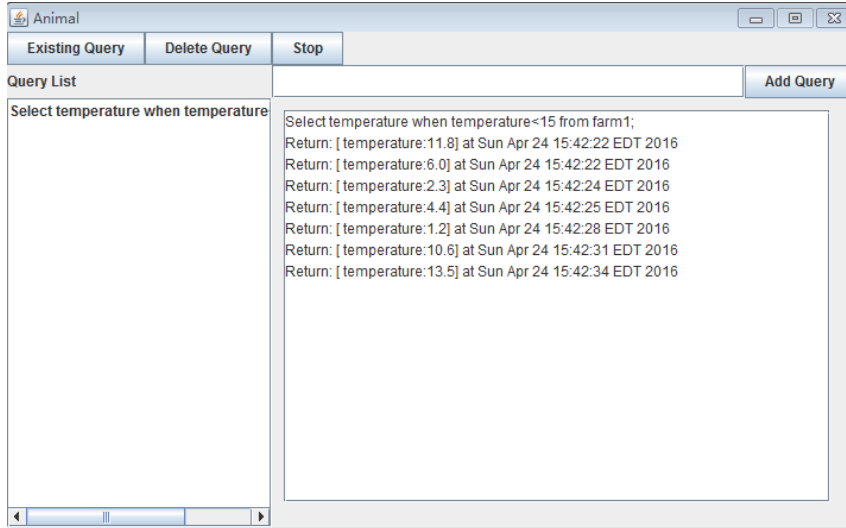 Animal
Existing Query Delete Query Stop
Query List
Add Query
Select temperature when temperature
Select temperature when temperature<15 from farm1;
Return: [ temperature:11.8] at Sun Apr 24 15:42:22 EDT 2016
Return: [ temperature:6.0] at Sun Apr 24 15:42:22 EDT 2016
Return: [ temperature:2.3] at Sun Apr 24 15:42:24 EDT 2016
Return: [ temperature:4.4] at Sun Apr 24 15:42:25 EDT 2016
Return: [ temperature:1.2] at Sun Apr 24 15:42:28 EDT 2016
Return: [ temperature:10.6] at Sun Apr 24 15:42:31 EDT 2016
Return: [ temperature:13.5] at Sun Apr 24 15:42:34 EDT 2016